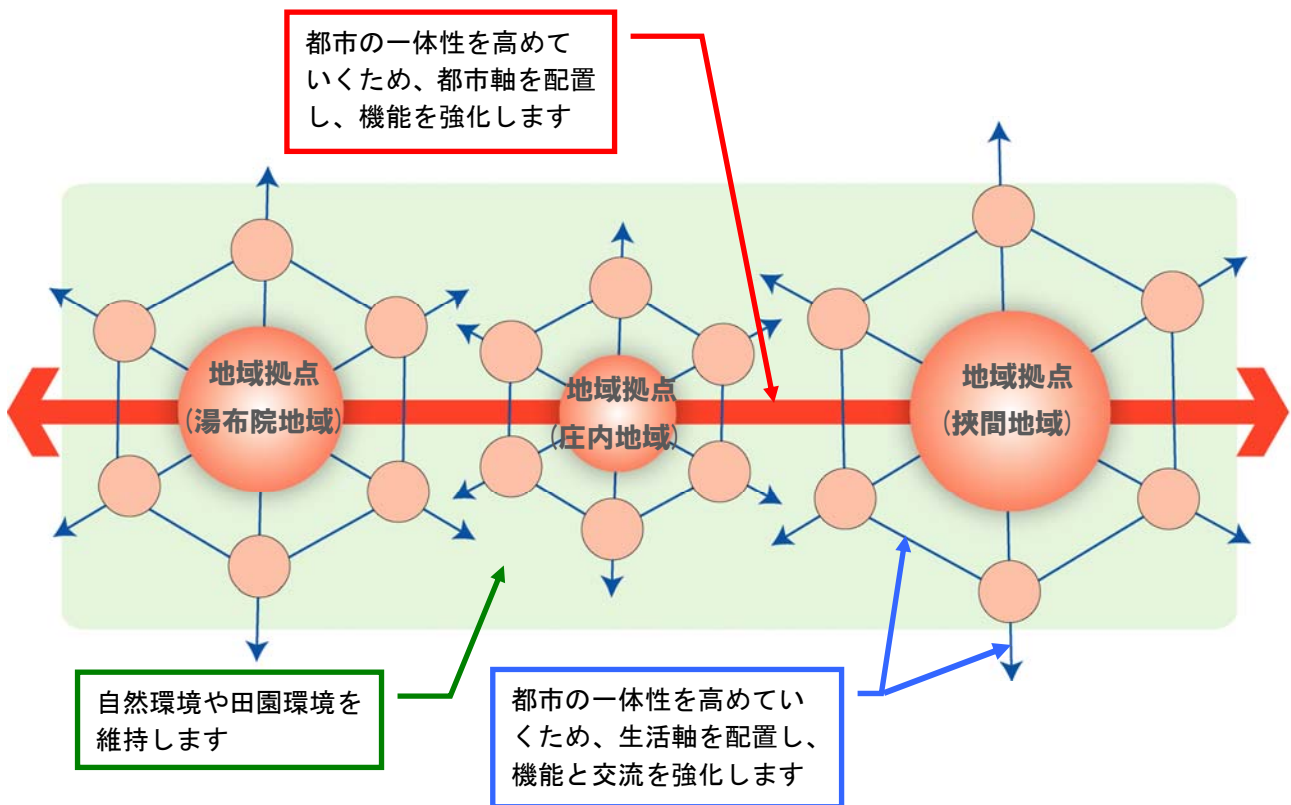 都市の一体性を高めて
いくため、都市軸を配置
し、機能を強化します
地域拠点
(湯布院地域)
地域拠点
(庄内地域)
地域拠点
(挾間地域)
自然環境や田園環境を
維持します
都市の一体性を高めてい
くため、生活軸を配置し、
機能と交流を強化します